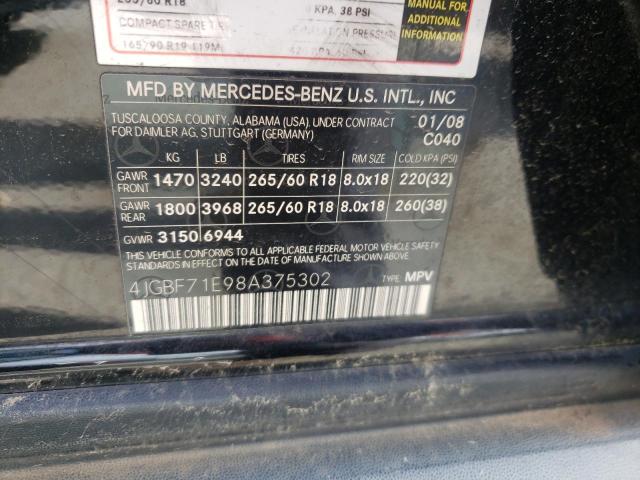 KPA, 38 PSI
MANUAL FOR
ADDITIONAL
INFORMATION
COMPACT SPARE
165/90 R19 119M
MFD BY MERCEDES-BENZ U.S. INTL., INC
TUSCALOOSA COUNTY, ALABAMA (USA), UNDER CONTRACT 01/08
FOR DAIMLER AG, STUTTGART (GERMANY) C040
KG LB TIRES RIM SIZE COLD KPA (PSI)
GAWR FRONT 1470 3240 265/60 R18 8.0x18 220(32)
GAWR REAR 1800 3968 265/60 R18 8.0x18 260(38)
GVWR 3150 6944
THIS VEHICLE CONFORMS TO ALL APPLICABLE FEDERAL MOTOR VEHICLE SAFETY
STANDARDS IN EFFECT ON THE DATE OF MANUFACTURE SHOWN ABOVE.
4JGBF71E98A375302 TYPE: MPV